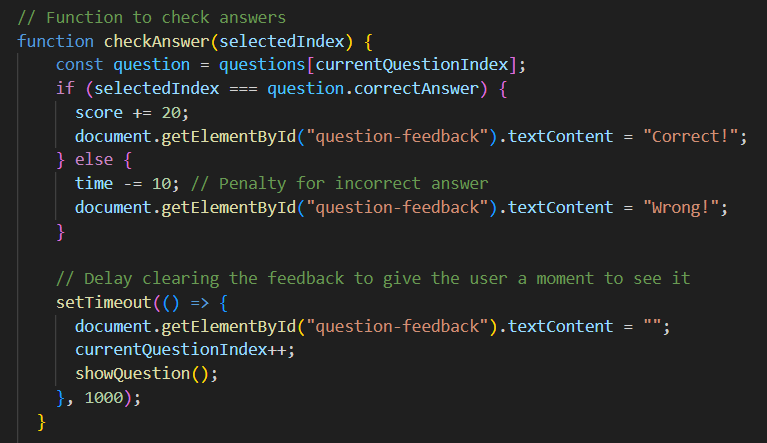 // Function to check answers
function checkAnswer(selectedIndex) {
    const question = questions[currentQuestionIndex];
    if (selectedIndex === question.correctAnswer) {
      score += 20;
      document.getElementById("question-feedback").textContent = "Correct!";
    } else {
      time -= 10; // Penalty for incorrect answer
      document.getElementById("question-feedback").textContent = "Wrong!";
    }

    // Delay clearing the feedback to give the user a moment to see it
    setTimeout(() => {
      document.getElementById("question-feedback").textContent = "";
      currentQuestionIndex++;
      showQuestion();
    }, 1000);
  }